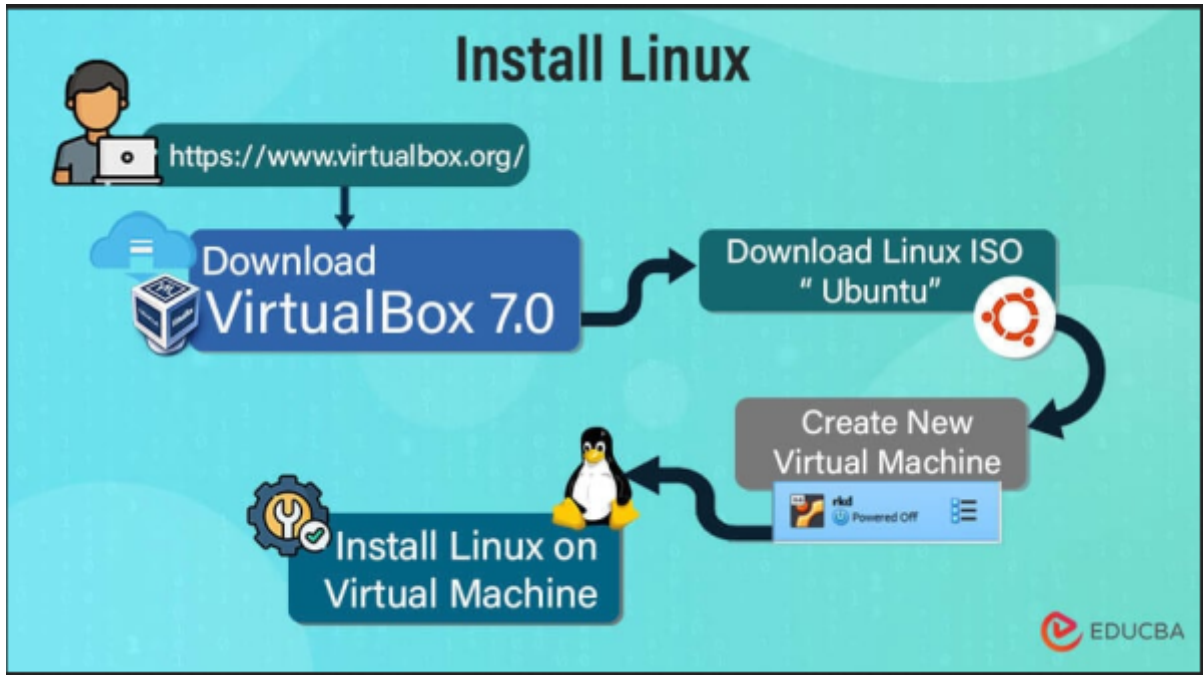 Install Linux
https://www.virtualbox.org/
Download
VirtualBox 7.0
Download Linux ISO
“ Ubuntu”
Create New
Virtual Machine
rkd
Powered Off
Install Linux on
Virtual Machine
EDUCBA